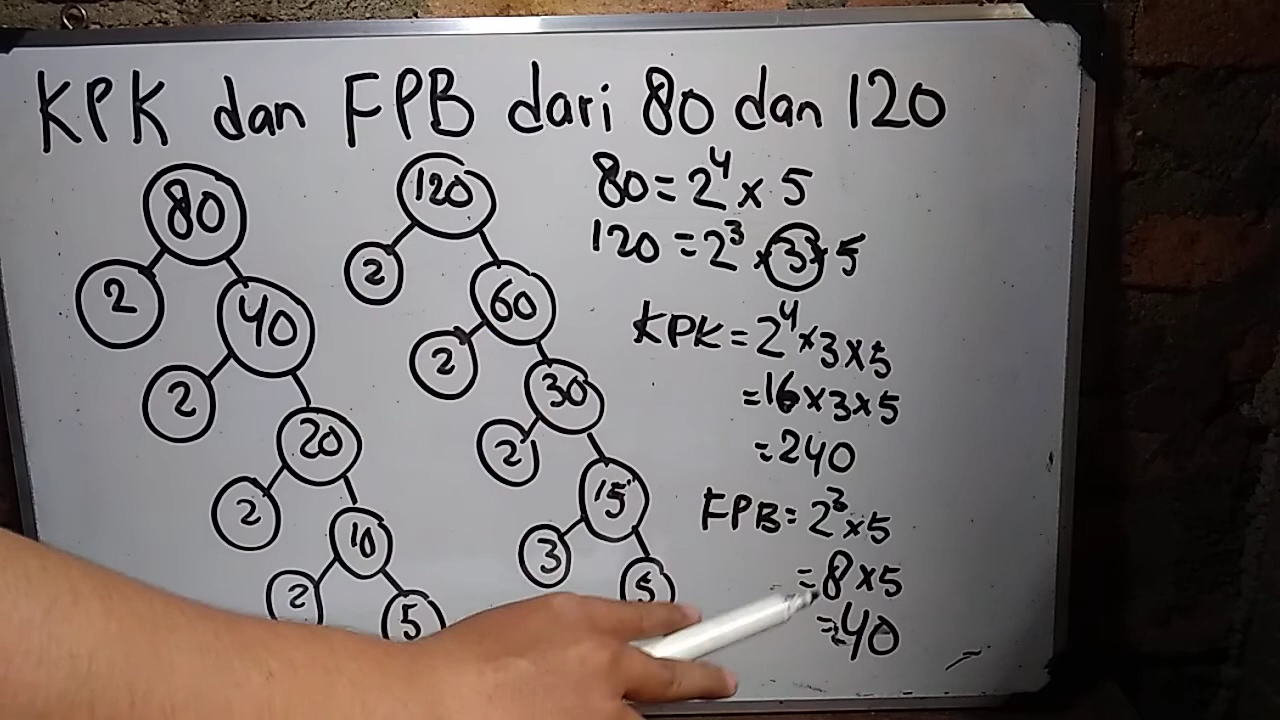 KPK dan FPB dari 80 dan 120
80
2
40
2
20
2
10
2
5
120
2
60
2
30
2
15
3
5
80 = 2⁴ × 5
120 = 2³ × 3 × 5
KPK = 2⁴ × 3 × 5
= 16 × 3 × 5
= 240
FPB = 2³ × 5
= 8 × 5
= 40